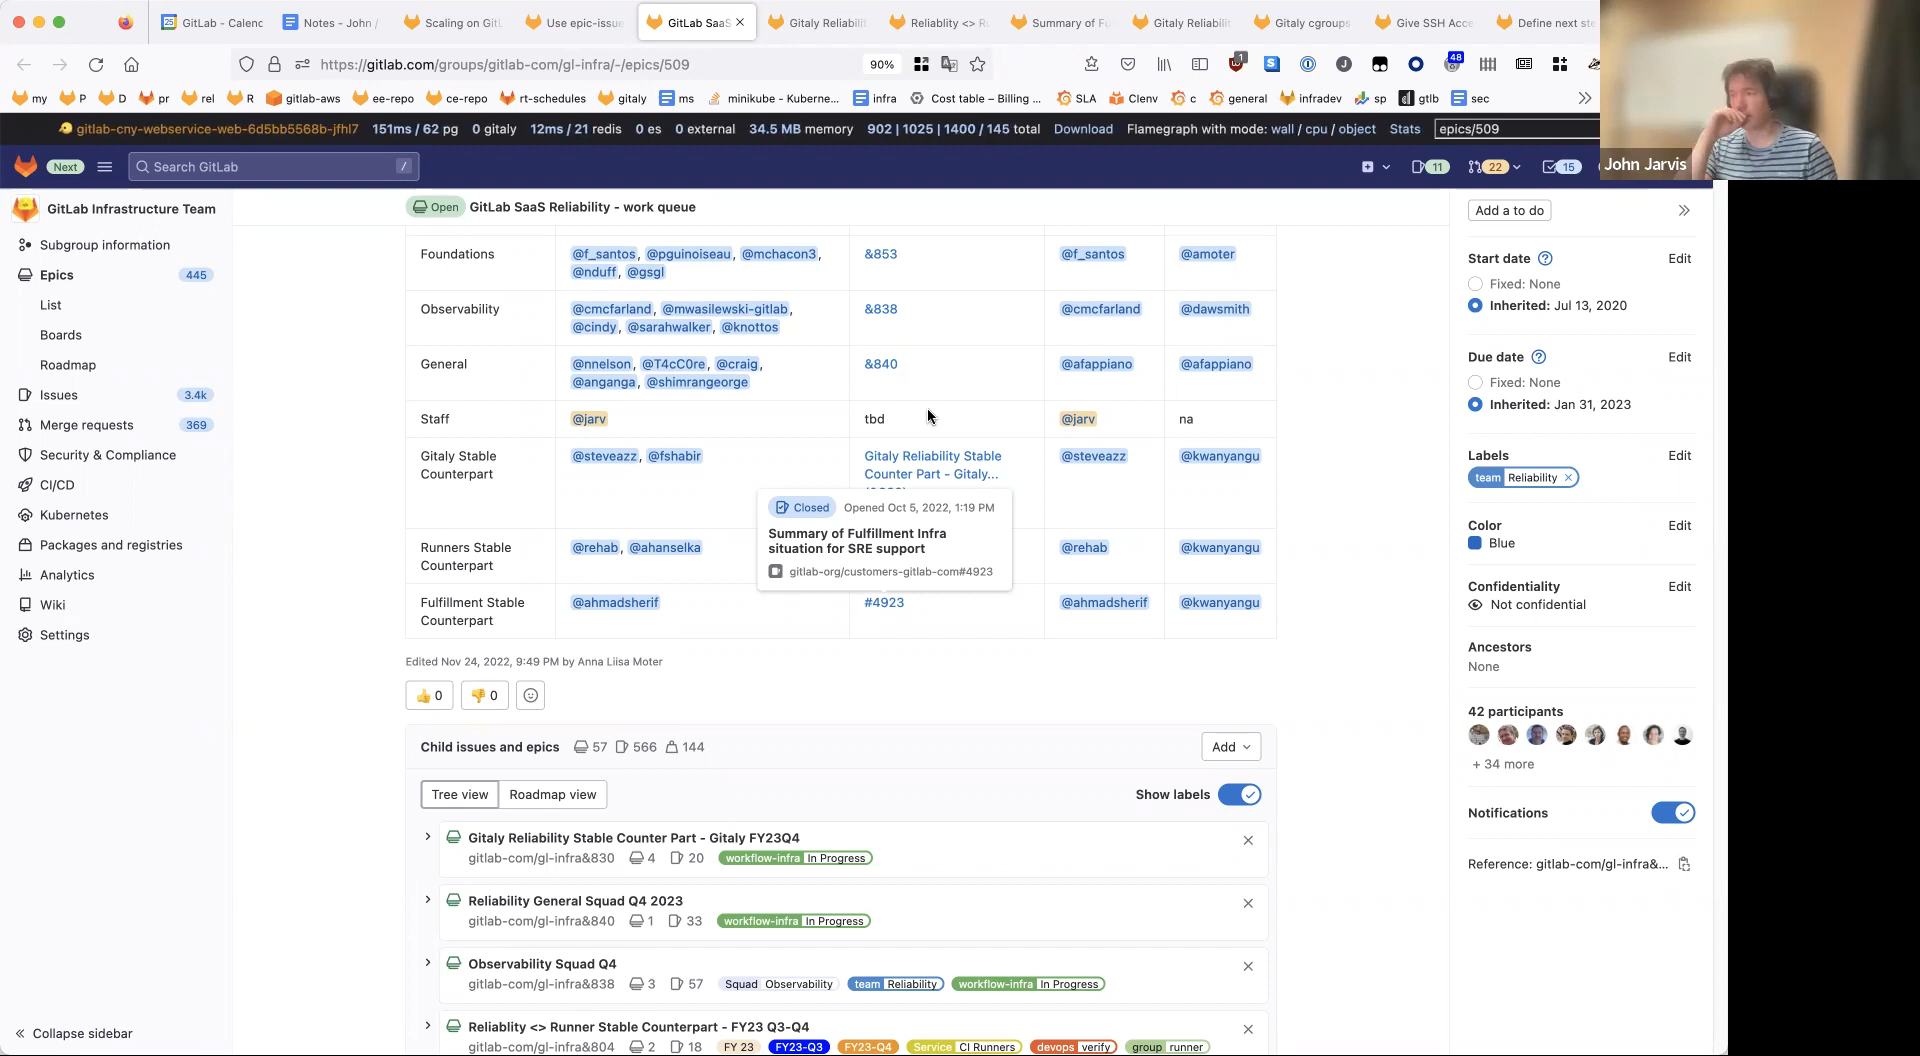 GitLab - Calenc
Notes - John /
Scaling on GitL
Use epic-issue
GitLab SaaS
Gitaly Reliabilit
Reliablity <> Ru
Summary of Fu
Gitaly Reliabilit
Gitaly cgroups
Give SSH Acce
Define next ste
https://gitlab.com/groups/gitlab-com/gl-infra/-/epics/509
90%
1
48
my
P
D
pr
rel
R
gitlab-aws
ee-repo
ce-repo
rt-schedules
gitaly
ms
minikube - Kuberne...
infra
Cost table – Billing ...
SLA
Clenv
c
general
infradev
sp
gtlb
sec
gitlab-cny-webservice-web-6d5bb5568b-jfhl7
151ms / 62 pg
0 gitaly
12ms / 21 redis
0 es
0 external
34.5 MB memory
902 | 1025 | 1400 / 145 total
Download
Flamegraph with mode: wall / cpu / object
Stats
epics/509
Next
Search GitLab
/
11
22
15
John Jarvis
GitLab Infrastructure Team
Subgroup information
Epics
445
List
Boards
Roadmap
Issues
3.4k
Merge requests
369
Security & Compliance
CI/CD
Kubernetes
Packages and registries
Analytics
Wiki
Settings
Collapse sidebar
Open
GitLab SaaS Reliability - work queue
Foundations
@f_santos, @pguinoiseau, @mchacon3,
@nduff, @gsgl
&853
@f_santos
@amoter
Observability
@cmcfarland, @mwasilewski-gitlab,
@cindy, @sarahwalker, @knottos
&838
@cmcfarland
@dawsmith
General
@nnelson, @T4cC0re, @craig,
@anganga, @shimrangeorge
&840
@afappiano
@afappiano
Staff
@jarv
tbd
@jarv
na
Gitaly Stable
Counterpart
@steveazz, @fshabir
Gitaly Reliability Stable
Counter Part - Gitaly...
@steveazz
@kwanyangu
Closed
Opened Oct 5, 2022, 1:19 PM
Summary of Fulfillment Infra
situation for SRE support
gitlab-org/customers-gitlab-com#4923
Runners Stable
Counterpart
@rehab, @ahanselka
@rehab
@kwanyangu
Fulfillment Stable
Counterpart
@ahmadsherif
#4923
@ahmadsherif
@kwanyangu
Edited Nov 24, 2022, 9:49 PM by Anna Liisa Moter
0
0
Child issues and epics
57
566
144
Add
Tree view
Roadmap view
Show labels
Gitaly Reliability Stable Counter Part - Gitaly FY23Q4
gitlab-com/gl-infra&830
4
20
workflow-infra In Progress
Reliability General Squad Q4 2023
gitlab-com/gl-infra&840
1
33
workflow-infra In Progress
Observability Squad Q4
gitlab-com/gl-infra&838
3
57
Squad Observability
team Reliability
workflow-infra In Progress
Reliablity <> Runner Stable Counterpart - FY23 Q3-Q4
gitlab-com/gl-infra&804
2
18
FY 23
FY23-Q3
FY23-Q4
Service CI Runners
devops verify
group runner
Add a to do
Start date
Edit
Fixed: None
Inherited: Jul 13, 2020
Due date
Edit
Fixed: None
Inherited: Jan 31, 2023
Labels
Edit
team Reliability
Color
Edit
Blue
Confidentiality
Edit
Not confidential
Ancestors
None
42 participants
+ 34 more
Notifications
Reference: gitlab-com/gl-infra&...